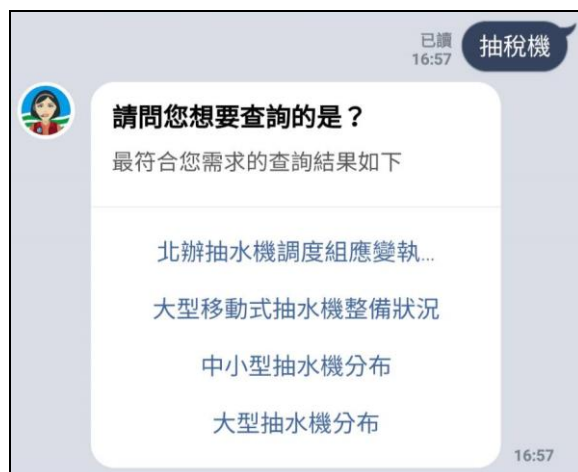 已讀
16:57
抽稅機
請問您想要查詢的是？
最符合您需求的查詢結果如下
北辦抽水機調度組應變執...
大型移動式抽水機整備狀況
中小型抽水機分布
大型抽水機分布
16:57